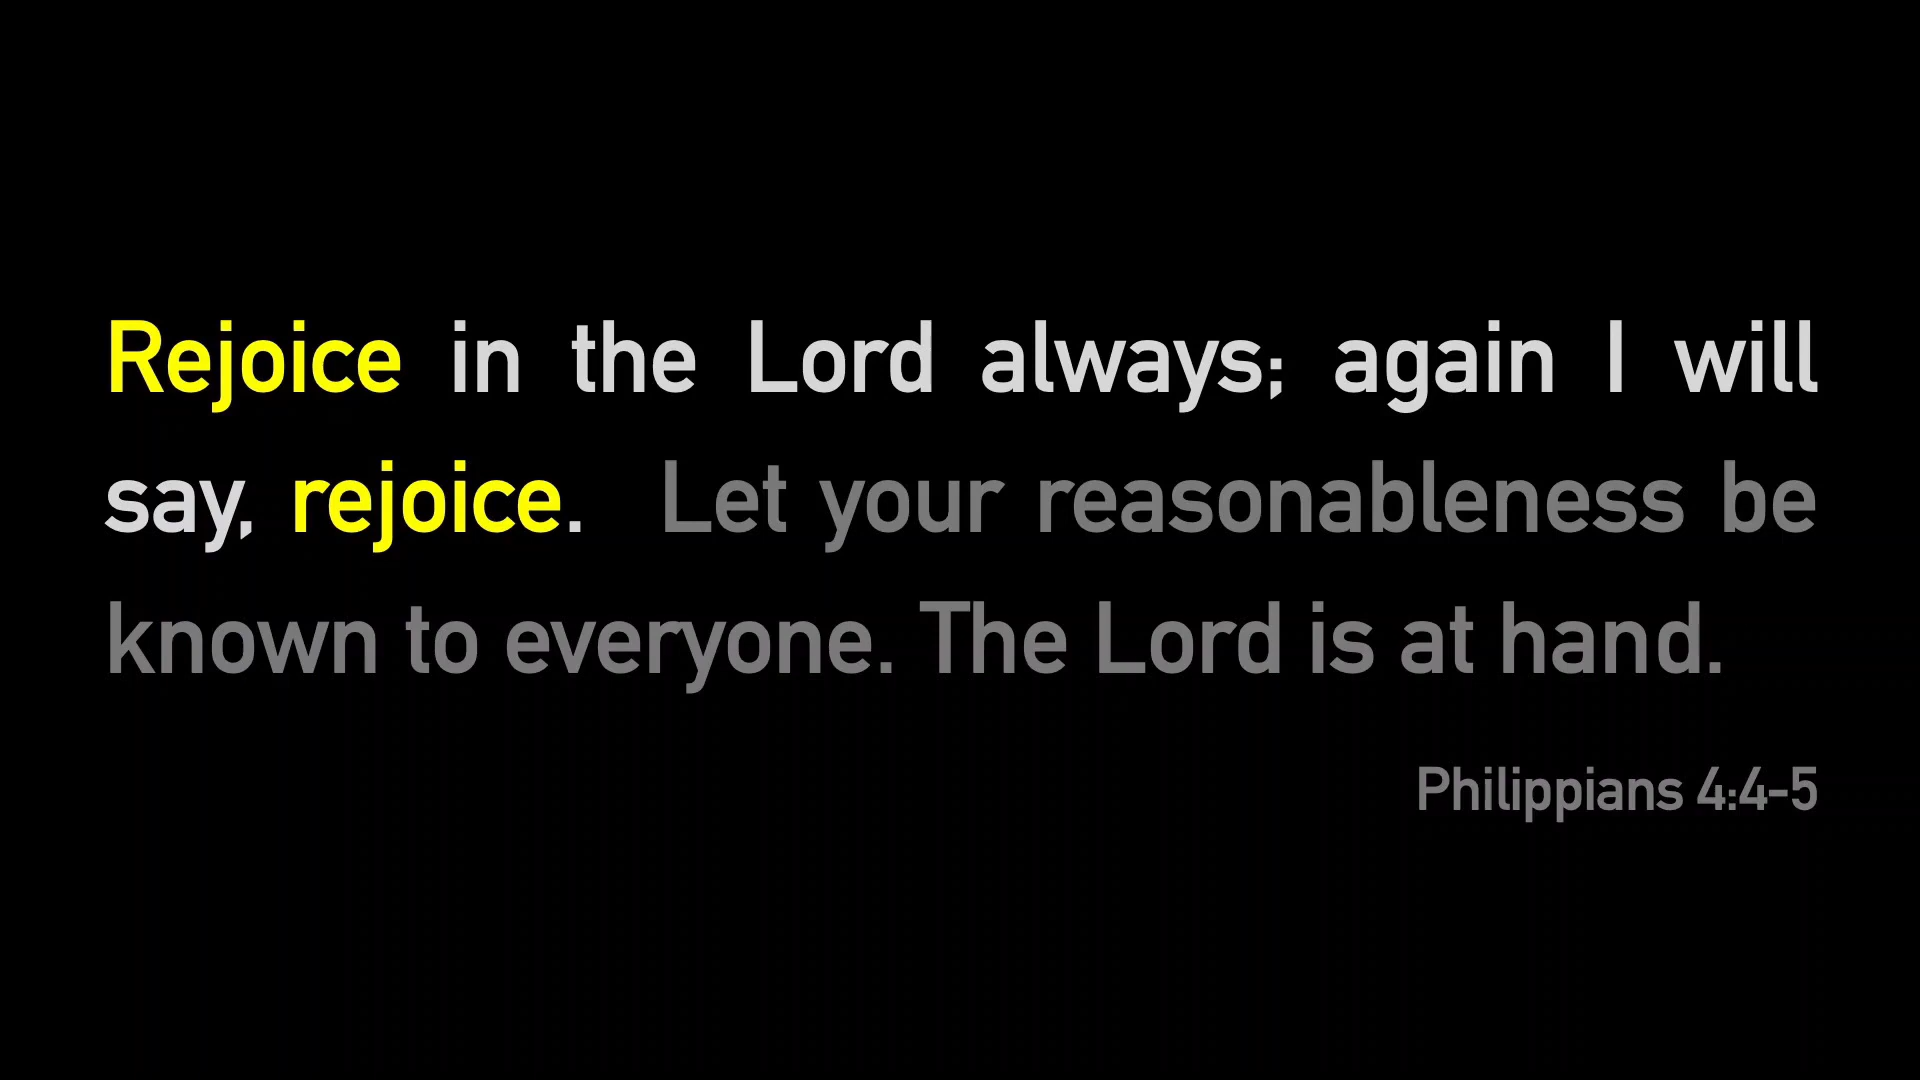 Rejoice in the Lord always; again I will
say, rejoice. Let your reasonableness be
known to everyone. The Lord is at hand.
Philippians 4:4-5